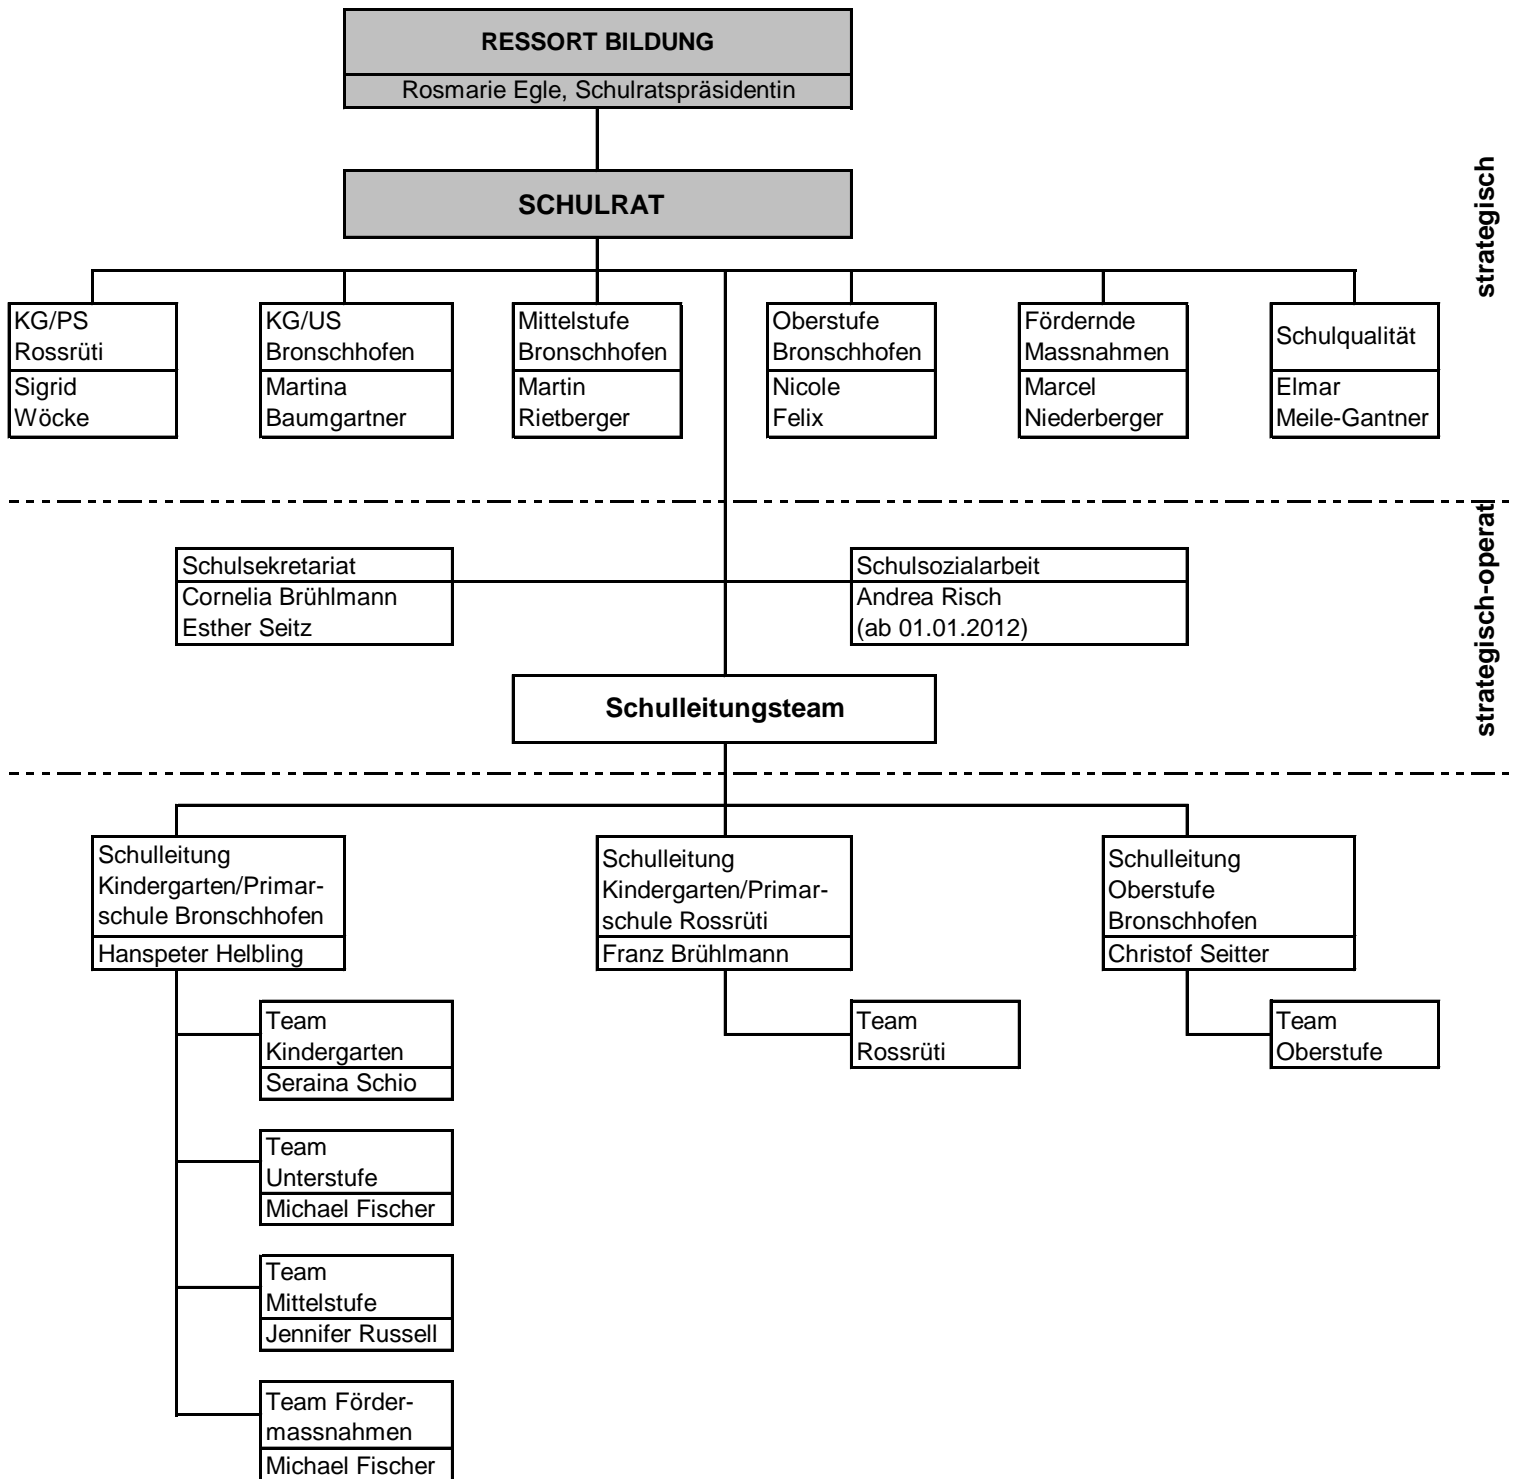 RESSORT BILDUNG
Rosmarie Egle, Schulratspräsidentin
SCHULRAT
strategisch
KG/PS
Rossrüti
Sigrid
Wöcke
KG/US
Bronschhofen
Martina
Baumgartner
Mittelstufe
Bronschhofen
Martin
Rietberger
Oberstufe
Bronschhofen
Nicole
Felix
Fördernde
Massnahmen
Marcel
Niederberger
Schulqualität
Elmar
Meile-Gantner
strategisch-operat
Schulsekretariat
Cornelia Brühlmann
Esther Seitz
Schulsozialarbeit
Andrea Risch
(ab 01.01.2012)
Schulleitungsteam
Schulleitung
Kindergarten/Primar-
schule Bronschhofen
Hanspeter Helbling
Schulleitung
Kindergarten/Primar-
schule Rossrüti
Franz Brühlmann
Schulleitung
Oberstufe
Bronschhofen
Christof Seitter
Team
Kindergarten
Seraina Schio
Team
Rossrüti
Team
Oberstufe
Team
Unterstufe
Michael Fischer
Team
Mittelstufe
Jennifer Russell
Team Förder-
massnahmen
Michael Fischer